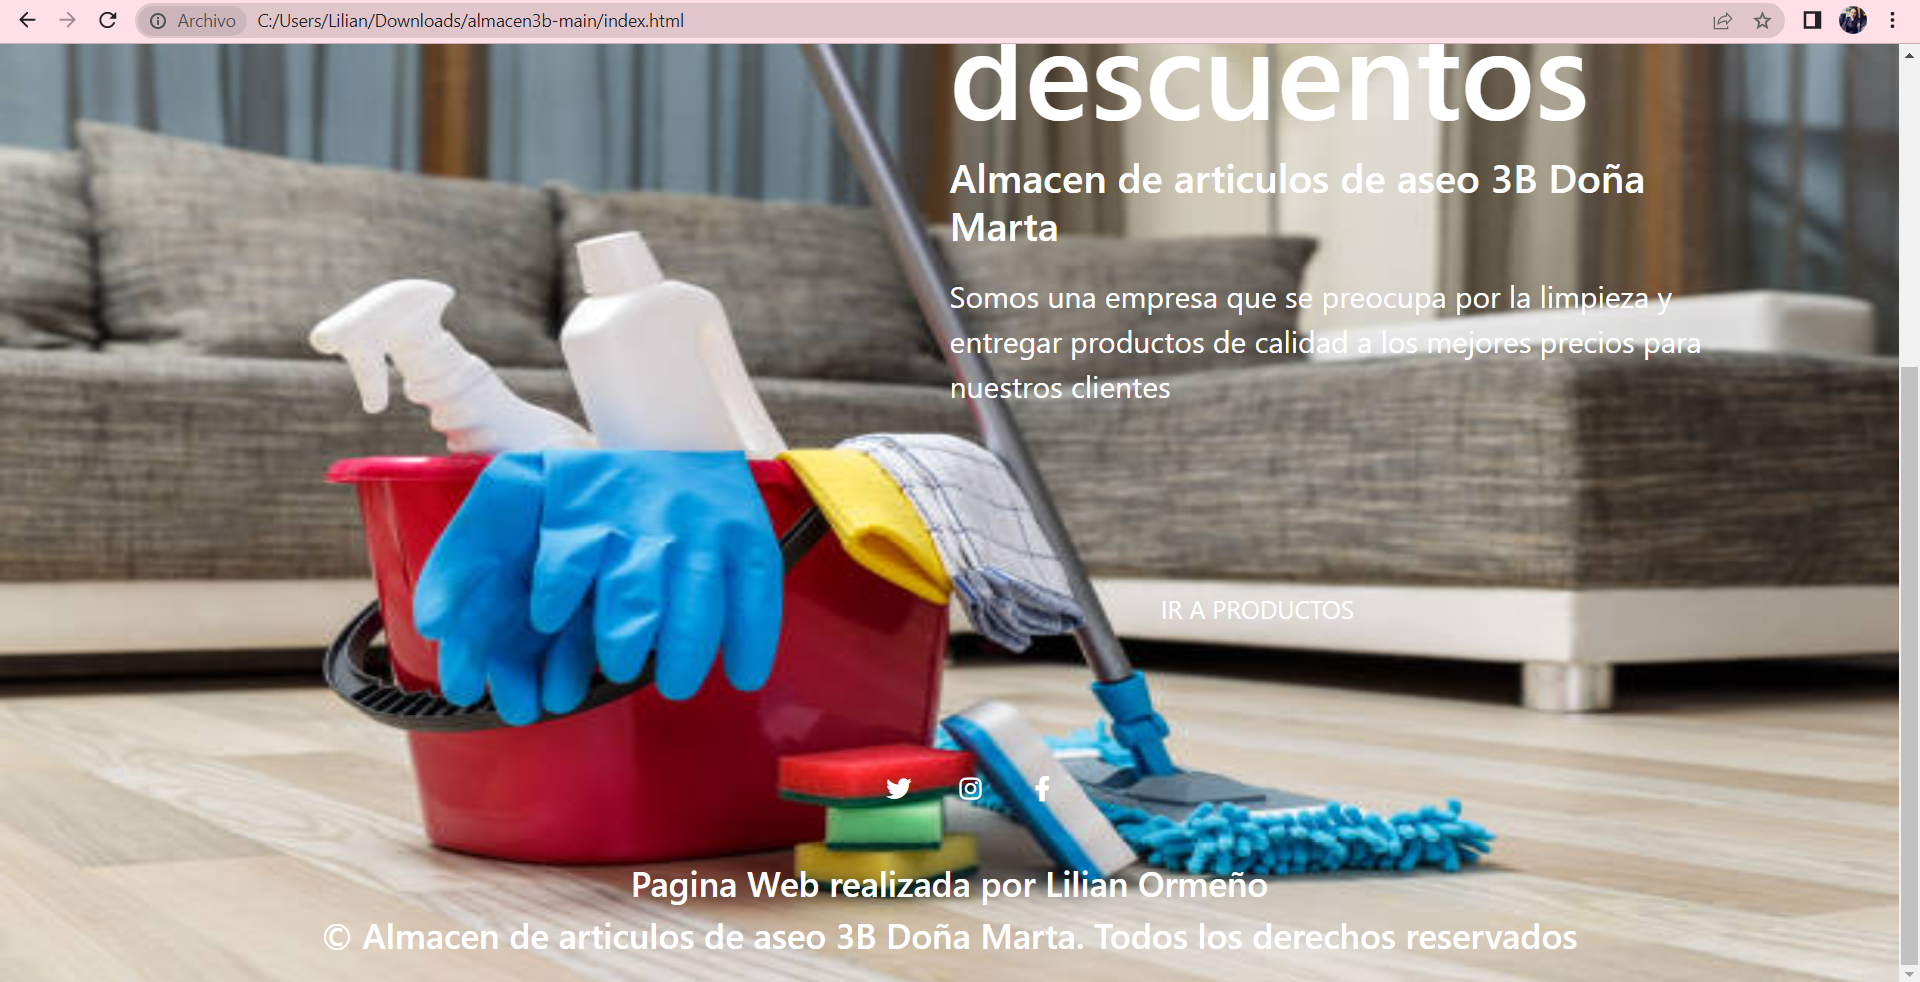 Archivo
C:/Users/Lilian/Downloads/almacen3b-main/index.html
descuentos
Almacen de articulos de aseo 3B Doña
Marta
Somos una empresa que se preocupa por la limpieza y
entregar productos de calidad a los mejores precios para
nuestros clientes
IR A PRODUCTOS
Pagina Web realizada por Lilian Ormeño
© Almacen de articulos de aseo 3B Doña Marta. Todos los derechos reservados